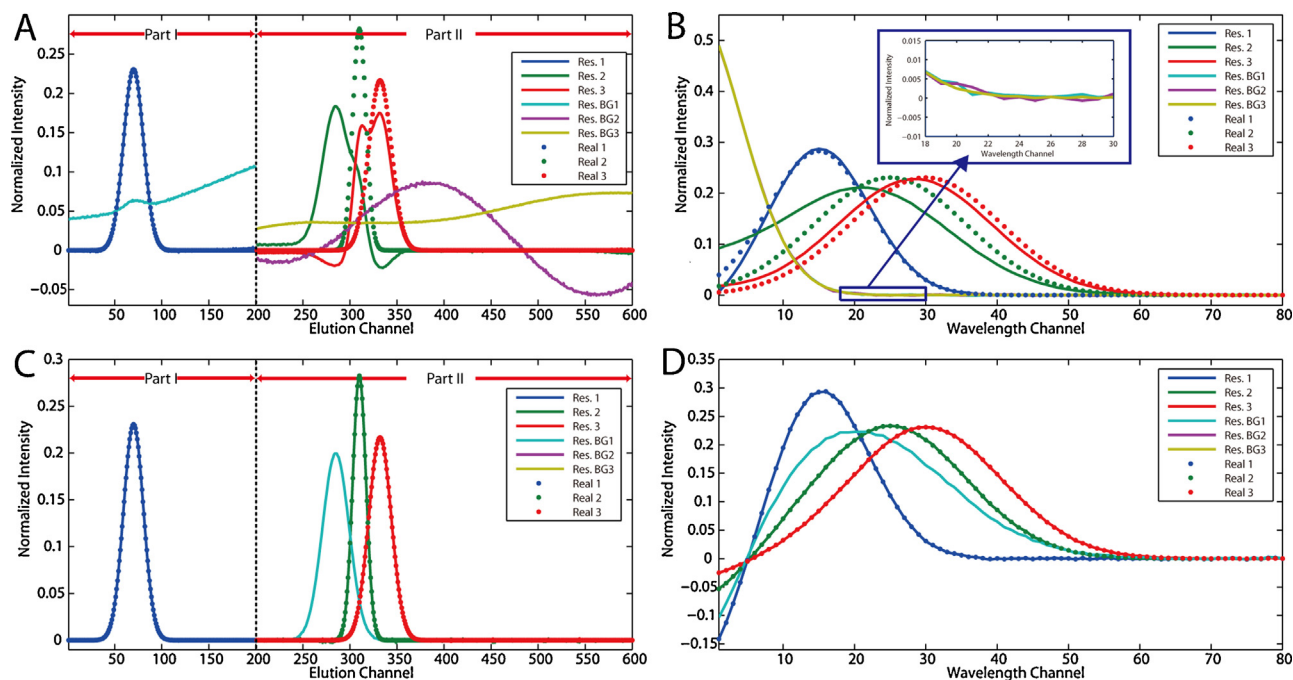 A
Part I
Part II
Normalized Intensity
0.25
0.2
0.15
0.1
0.05
0
−0.05
50 100 150 200 250 300 350 400 450 500 550 600
Elution Channel
Res. 1
Res. 2
Res. 3
Res. BG1
Res. BG2
Res. BG3
Real 1
Real 2
Real 3
B
Normalized Intensity
0.5
0.4
0.3
0.2
0.1
0
10 20 30 40 50 60 70 80
Wavelength Channel
Normalized Intensity
0.015
0.01
0.005
0
−0.005
−0.01
18 20 22 24 26 28 30
Wavelength Channel
Res. 1
Res. 2
Res. 3
Res. BG1
Res. BG2
Res. BG3
Real 1
Real 2
Real 3
C
Part I
Part II
Normalized Intensity
0.3
0.25
0.2
0.15
0.1
0.05
0
50 100 150 200 250 300 350 400 450 500 550 600
Elution Channel
Res. 1
Res. 2
Res. 3
Res. BG1
Res. BG2
Res. BG3
Real 1
Real 2
Real 3
D
Normalized Intensity
0.35
0.3
0.25
0.2
0.15
0.1
0.05
0
−0.05
−0.1
−0.15
10 20 30 40 50 60 70 80
Wavelength Channel
Res. 1
Res. 2
Res. 3
Res. BG1
Res. BG2
Res. BG3
Real 1
Real 2
Real 3